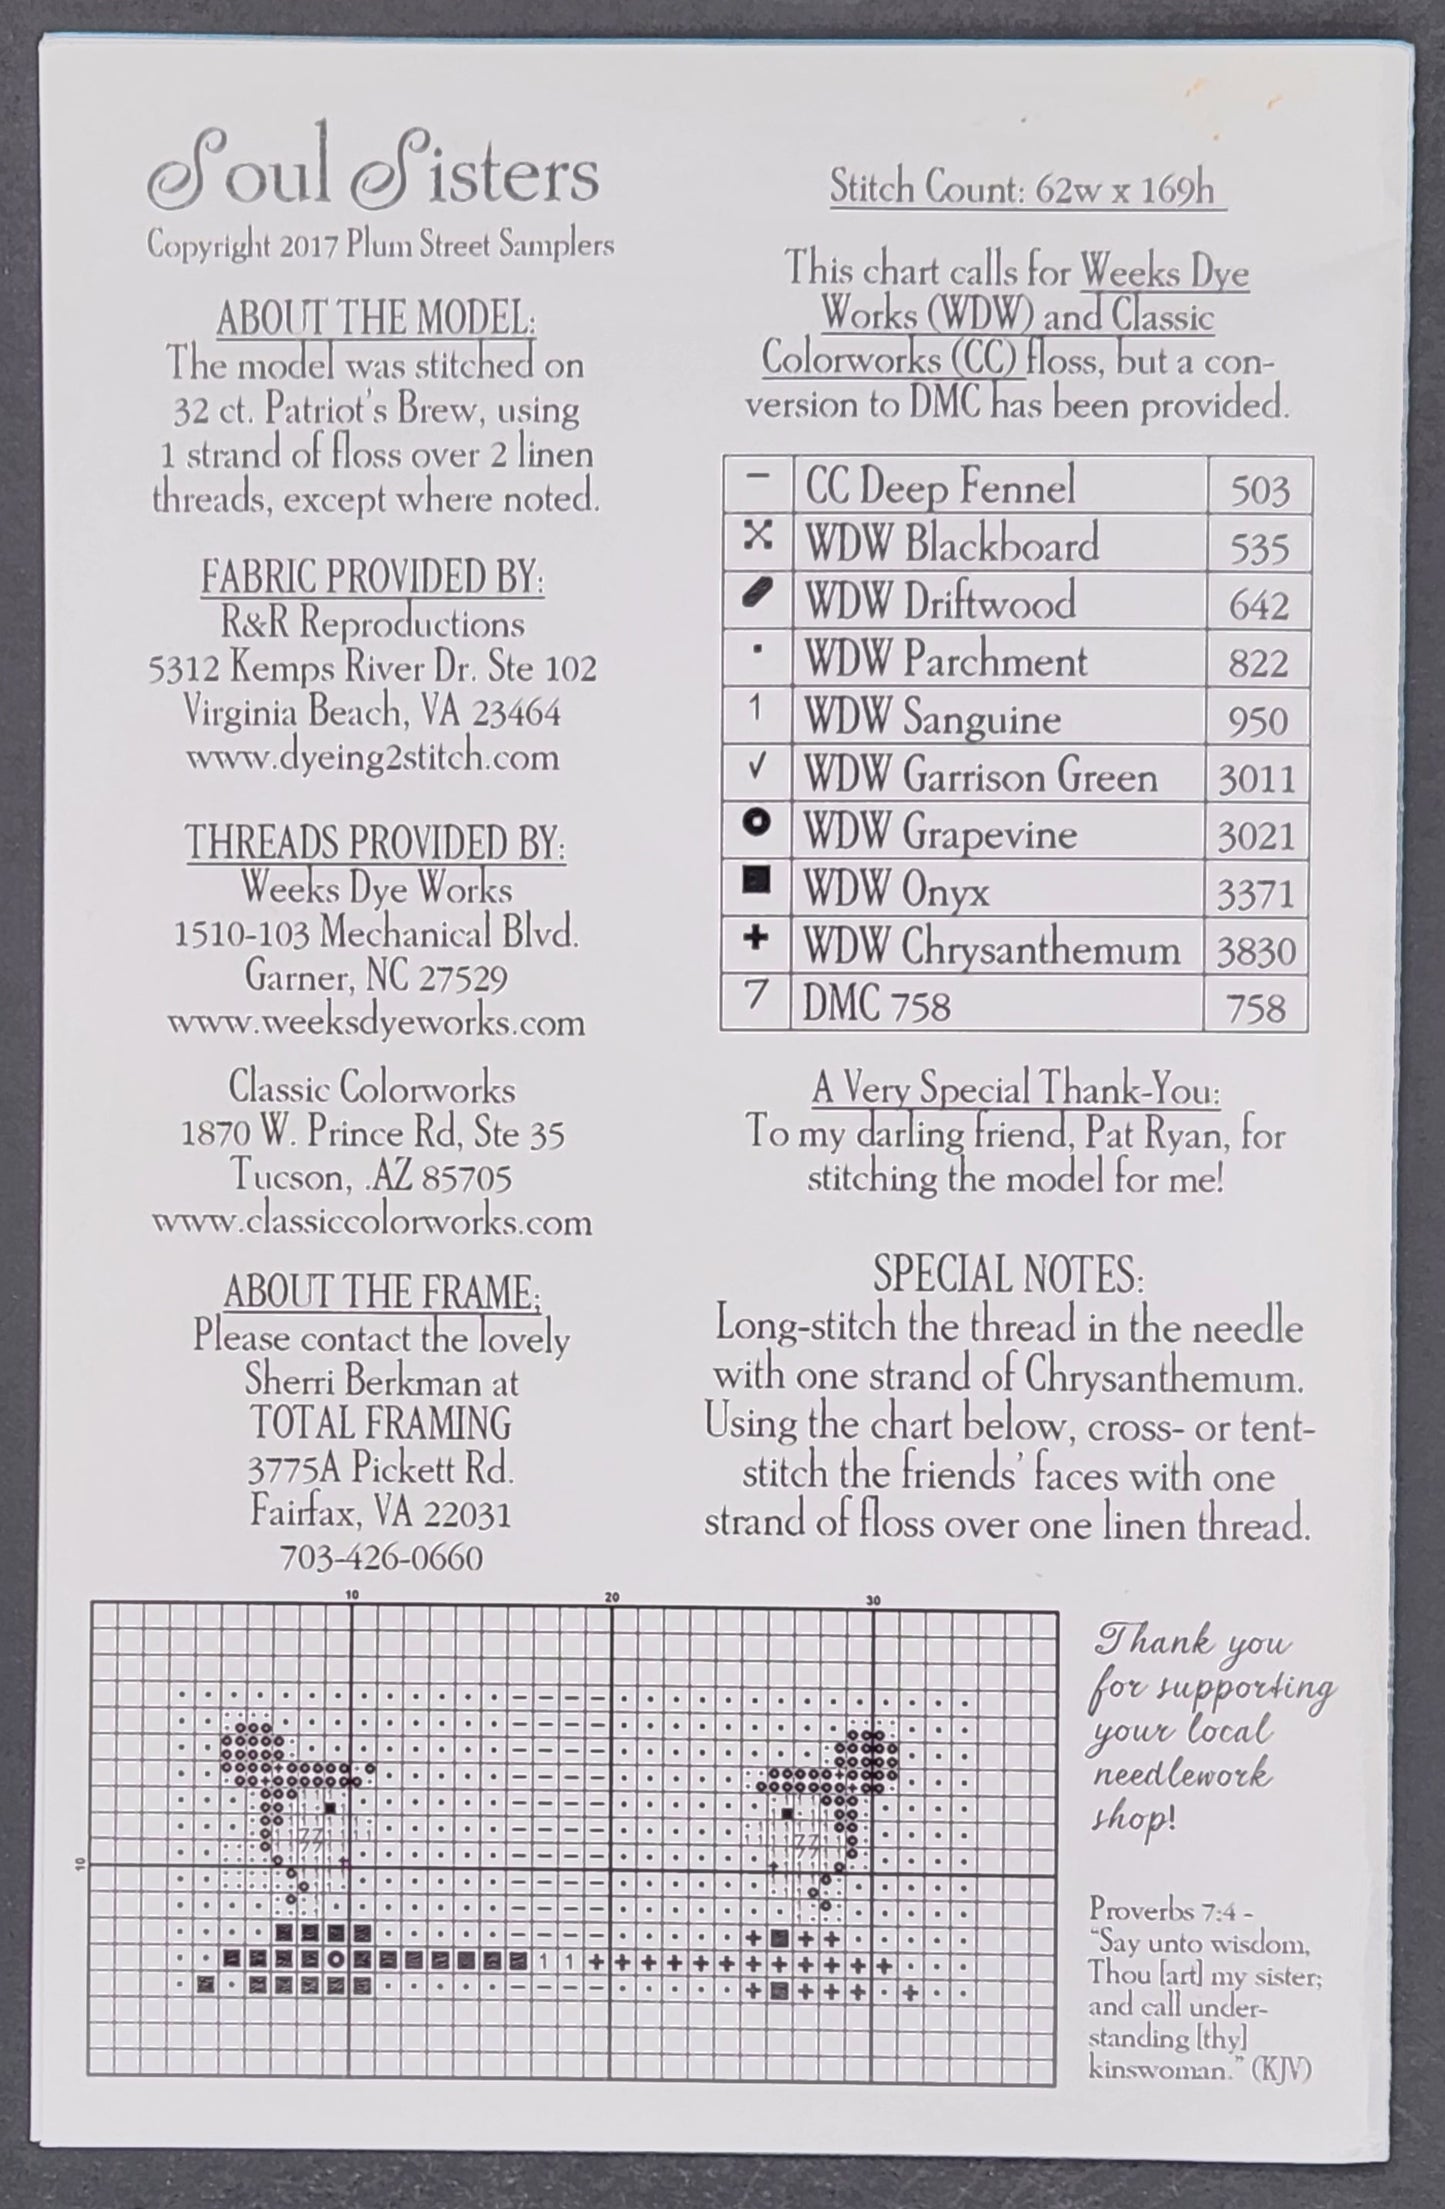 Soul Sisters
Copyright 2017 Plum Street Samplers
ABOUT THE MODEL:
The model was stitched on
32 ct. Patriot's Brew, using
1 strand of floss over 2 linen
threads, except where noted.
FABRIC PROVIDED BY:
R&R Reproductions
5312 Kemps River Dr. Ste 102
Virginia Beach, VA 23464
www.dyeing2stitch.com
THREADS PROVIDED BY:
Weeks Dye Works
1510-103 Mechanical Blvd.
Garner, NC 27529
www.weeksdyeworks.com
Classic Colorworks
1870 W. Prince Rd, Ste 35
Tucson, .AZ 85705
www.classiccolorworks.com
ABOUT THE FRAME:
Please contact the lovely
Sherri Berkman at
TOTAL FRAMING
3775A Pickett Rd.
Fairfax, VA 22031
703-426-0660
Stitch Count: 62w x 169h
This chart calls for Weeks Dye
Works (WDW) and Classic
Colorworks (CC) floss, but a con-
version to DMC has been provided.
– CC Deep Fennel 503
WDW Blackboard 535
WDW Driftwood 642
WDW Parchment 822
1 WDW Sanguine 950
√ WDW Garrison Green 3011
WDW Grapevine 3021
■ WDW Onyx 3371
+ WDW Chrysanthemum 3830
7 DMC 758 758
A Very Special Thank-You:
To my darling friend, Pat Ryan, for
stitching the model for me!
SPECIAL NOTES:
Long-stitch the thread in the needle
with one strand of Chrysanthemum.
Using the chart below, cross- or tent-
stitch the friends' faces with one
strand of floss over one linen thread.
10 20 30
10
Thank you
for supporting
your local
needlework
shop!
Proverbs 7:4 -
"Say unto wisdom,
Thou [art] my sister;
and call under-
standing [thy]
kinswoman." (KJV)